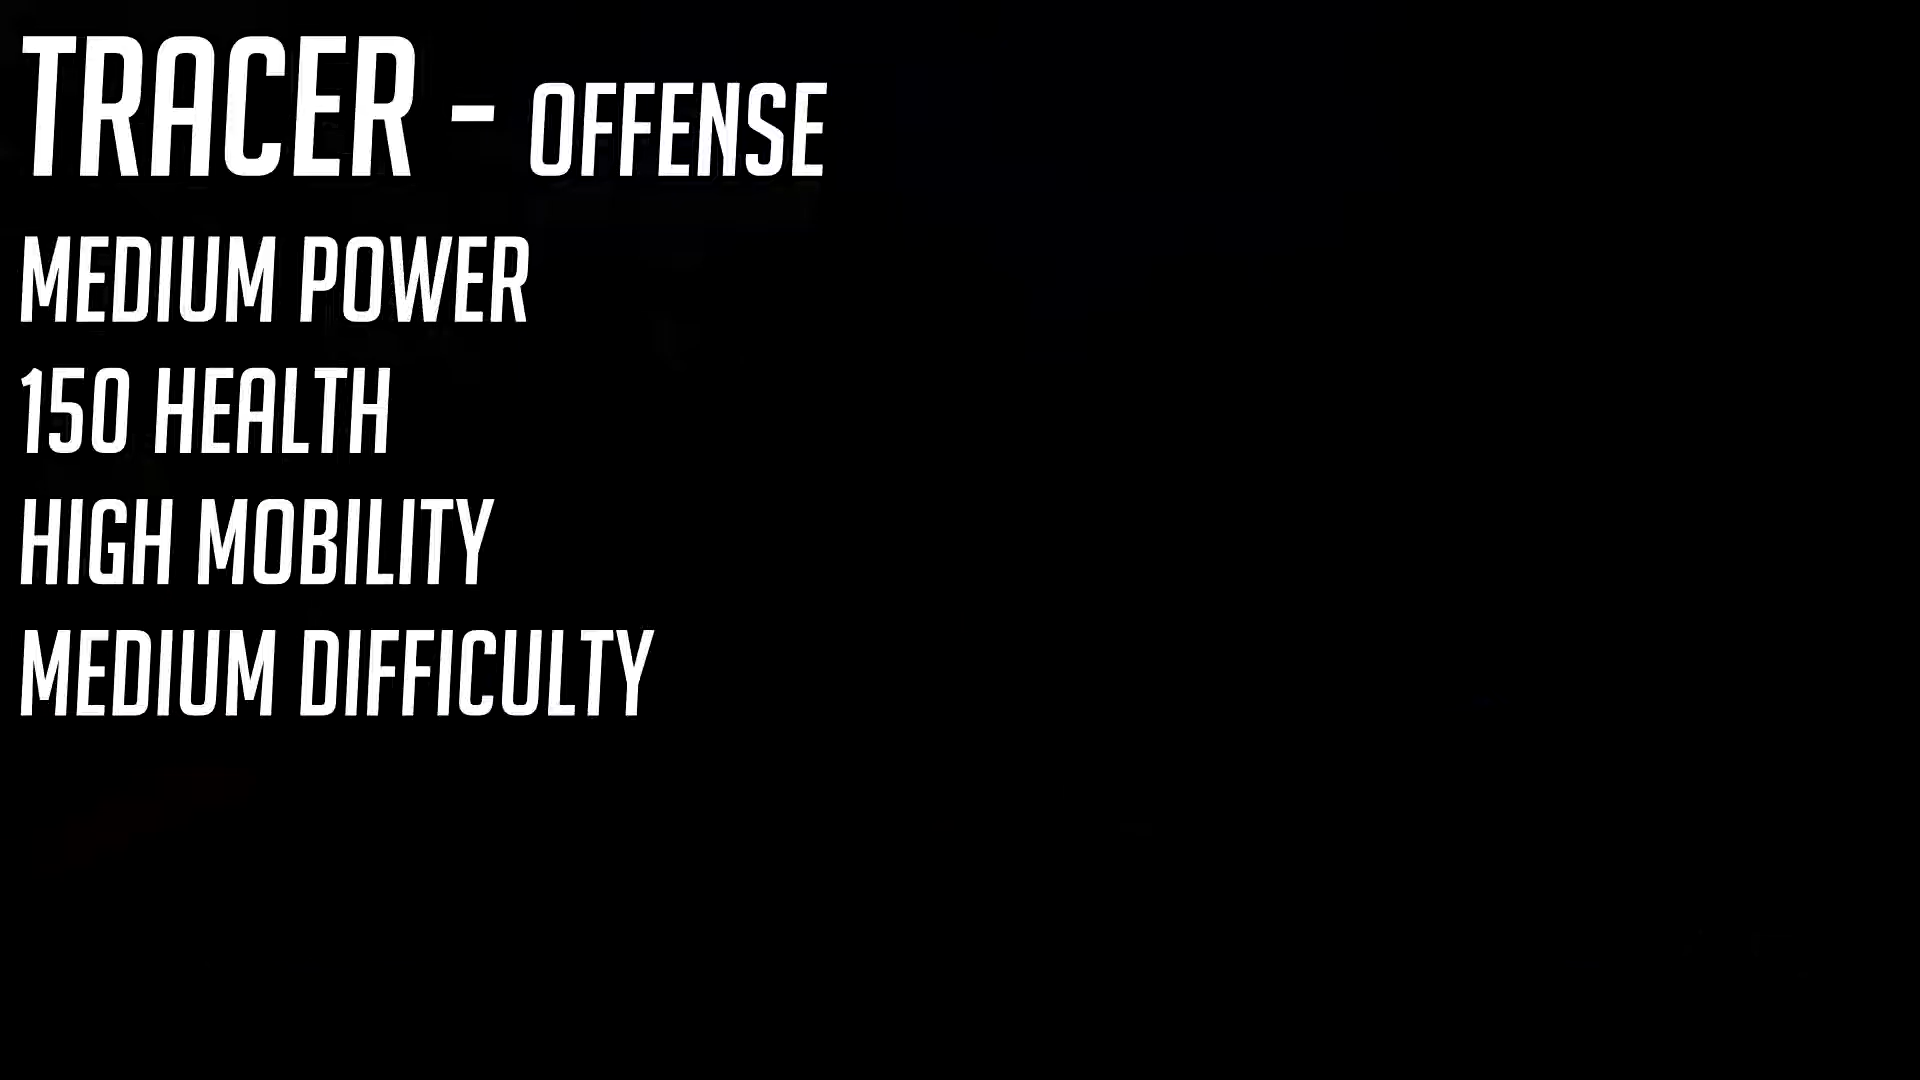 TRACER - OFFENSE
MEDIUM POWER
150 HEALTH
HIGH MOBILITY
MEDIUM DIFFICULTY